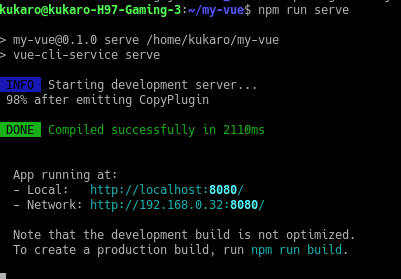 kukaro@kukaro-H97-Gaming-3:~/my-vue$ npm run serve
> my-vue@0.1.0 serve /home/kukaro/my-vue
> vue-cli-service serve
INFO  Starting development server...
98% after emitting CopyPlugin
DONE  Compiled successfully in 2110ms
App running at:
- Local:   http://localhost:8080/
- Network: http://192.168.0.32:8080/
Note that the development build is not optimized.
To create a production build, run npm run build.